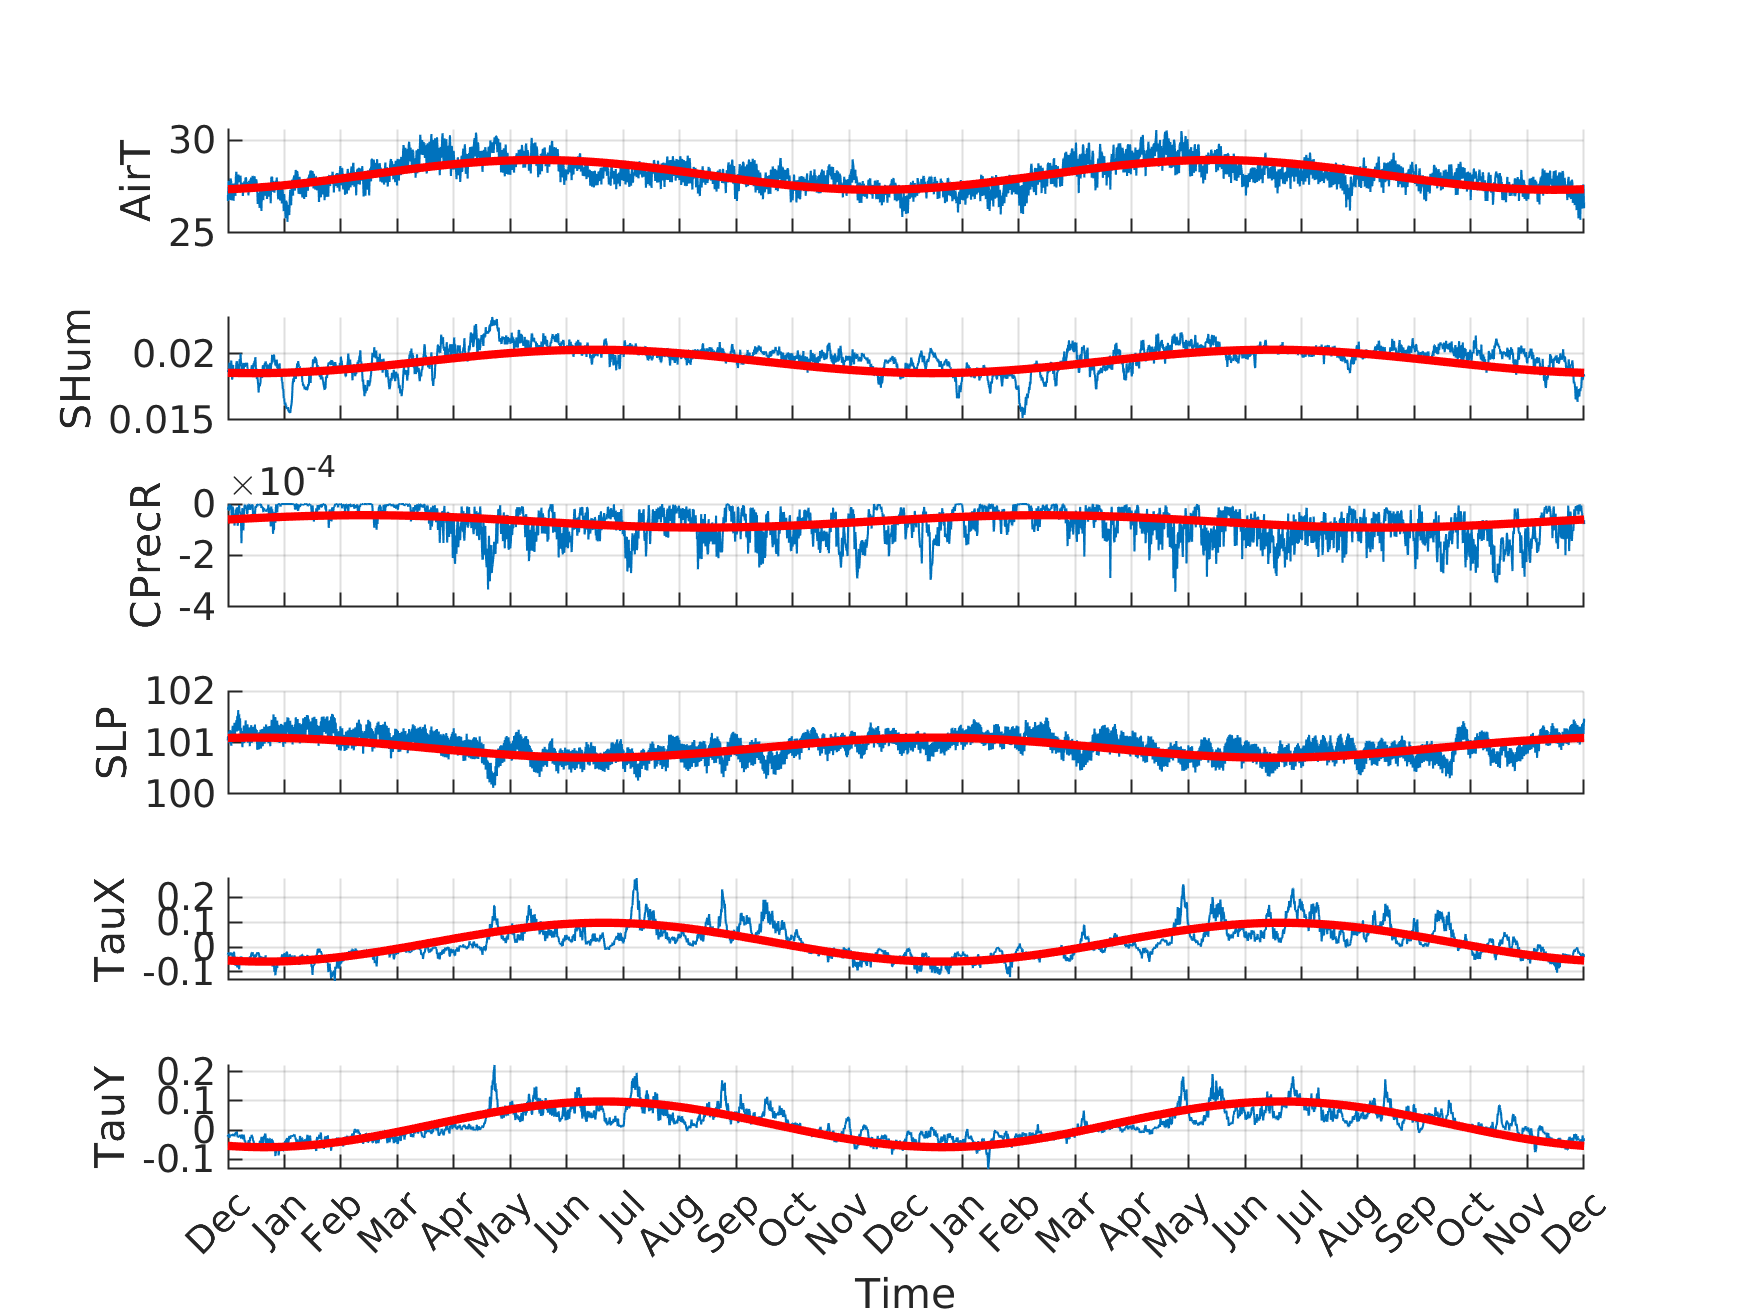 AirT
30
25
SHum
0.02
0.015
CPrecR
×10-4
0
-2
-4
SLP
102
101
100
TauX
0.2
0.1
0
-0.1
TauY
0.2
0.1
0
-0.1
Dec Jan Feb Mar Apr May Jun Jul Aug Sep Oct Nov Dec Jan Feb Mar Apr May Jun Jul Aug Sep Oct Nov Dec
Time